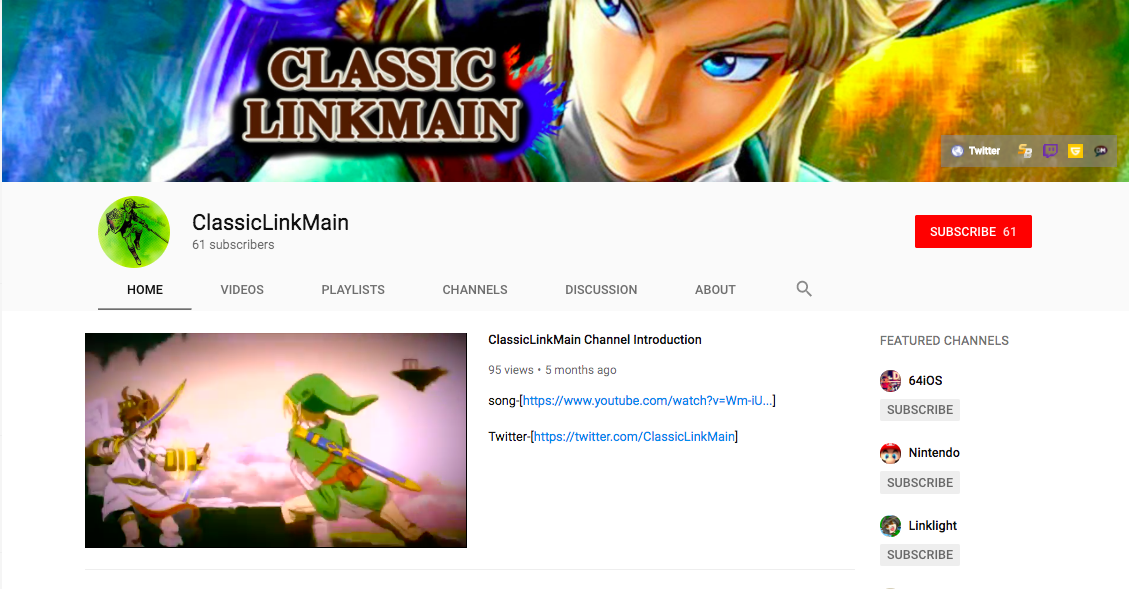 CLASSIC
LINKMAIN
Twitter
ClassicLinkMain
61 subscribers
SUBSCRIBE 61
HOME
VIDEOS
PLAYLISTS
CHANNELS
DISCUSSION
ABOUT
ClassicLinkMain Channel Introduction
95 views • 5 months ago
song-[https://www.youtube.com/watch?v=Wm-iU...]
Twitter-[https://twitter.com/ClassicLinkMain]
FEATURED CHANNELS
64iOS
SUBSCRIBE
Nintendo
SUBSCRIBE
Linklight
SUBSCRIBE